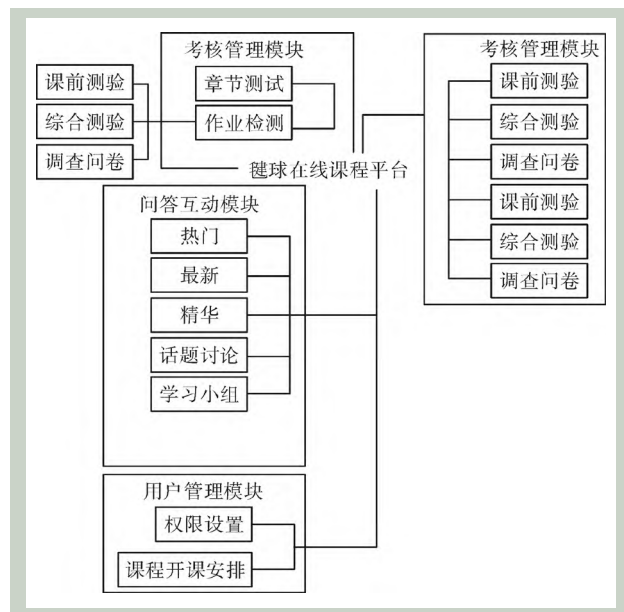 考核管理模块
课前测验
综合测验
调查问卷
章节测试
作业检测
毽球在线课程平台
考核管理模块
课前测验
综合测验
调查问卷
课前测验
综合测验
调查问卷
问答互动模块
热门
最新
精华
话题讨论
学习小组
用户管理模块
权限设置
课程开课安排